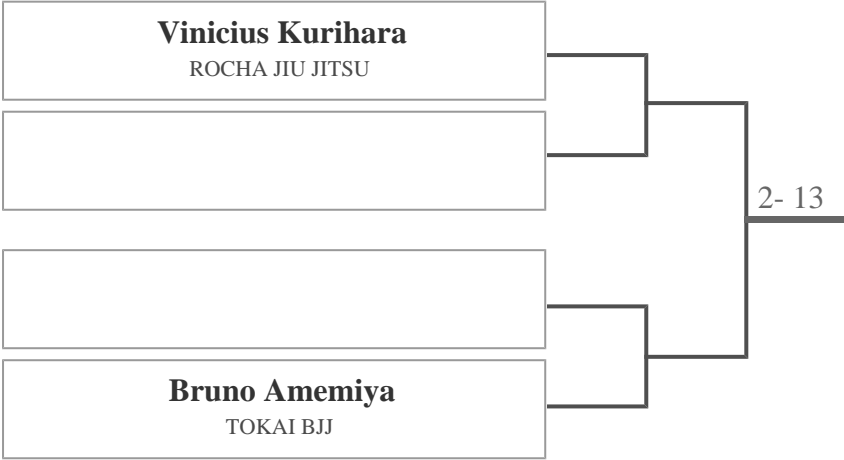 Vinicius Kurihara
ROCHA JIU JITSU
2- 13
Bruno Amemiya
TOKAI BJJ